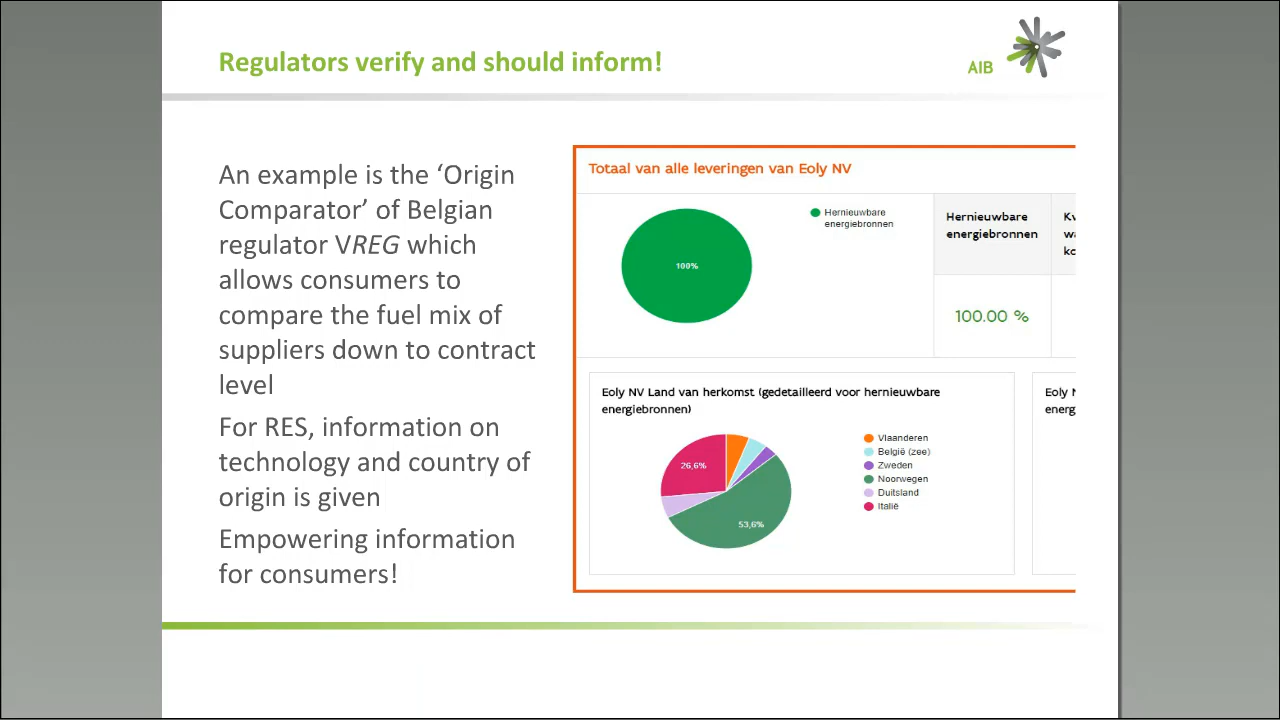 Regulators verify and should inform!
AIB
An example is the ‘Origin
Comparator’ of Belgian
regulator VREG which
allows consumers to
compare the fuel mix of
suppliers down to contract
level
For RES, information on
technology and country of
origin is given
Empowering information
for consumers!
Totaal van alle leveringen van Eoly NV
100%
Hernieuwbare
energiebronnen
Hernieuwbare
energiebronnen
100.00 %
Eoly NV Land van herkomst (gedetailleerd voor hernieuwbare
energiebronnen)
26,6%
53,6%
Vlaanderen
België (zee)
Zweden
Noorwegen
Duitsland
Italië
Eoly
energ